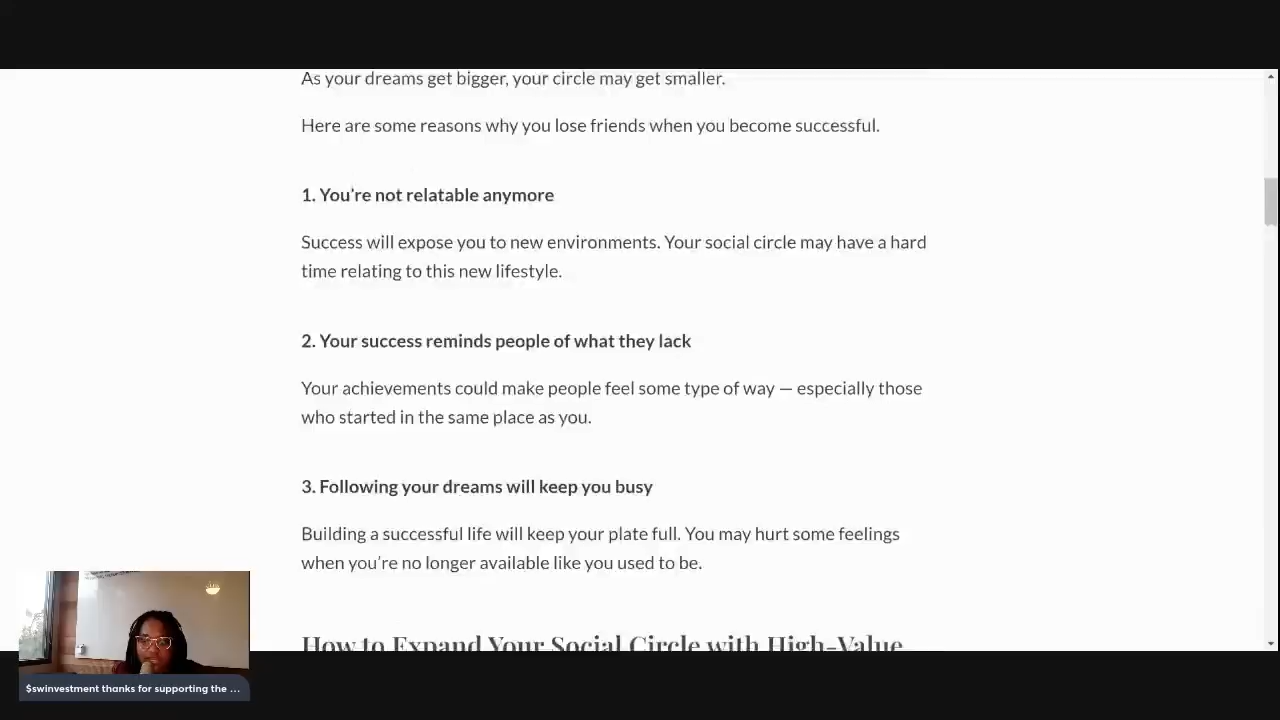 As your dreams get bigger, your circle may get smaller.
Here are some reasons why you lose friends when you become successful.
1. You're not relatable anymore
Success will expose you to new environments. Your social circle may have a hard
time relating to this new lifestyle.
2. Your success reminds people of what they lack
Your achievements could make people feel some type of way — especially those
who started in the same place as you.
3. Following your dreams will keep you busy
Building a successful life will keep your plate full. You may hurt some feelings
when you're no longer available like you used to be.
How to Expand Your Social Circle with High-Value
$swinvestment thanks for supporting the ...